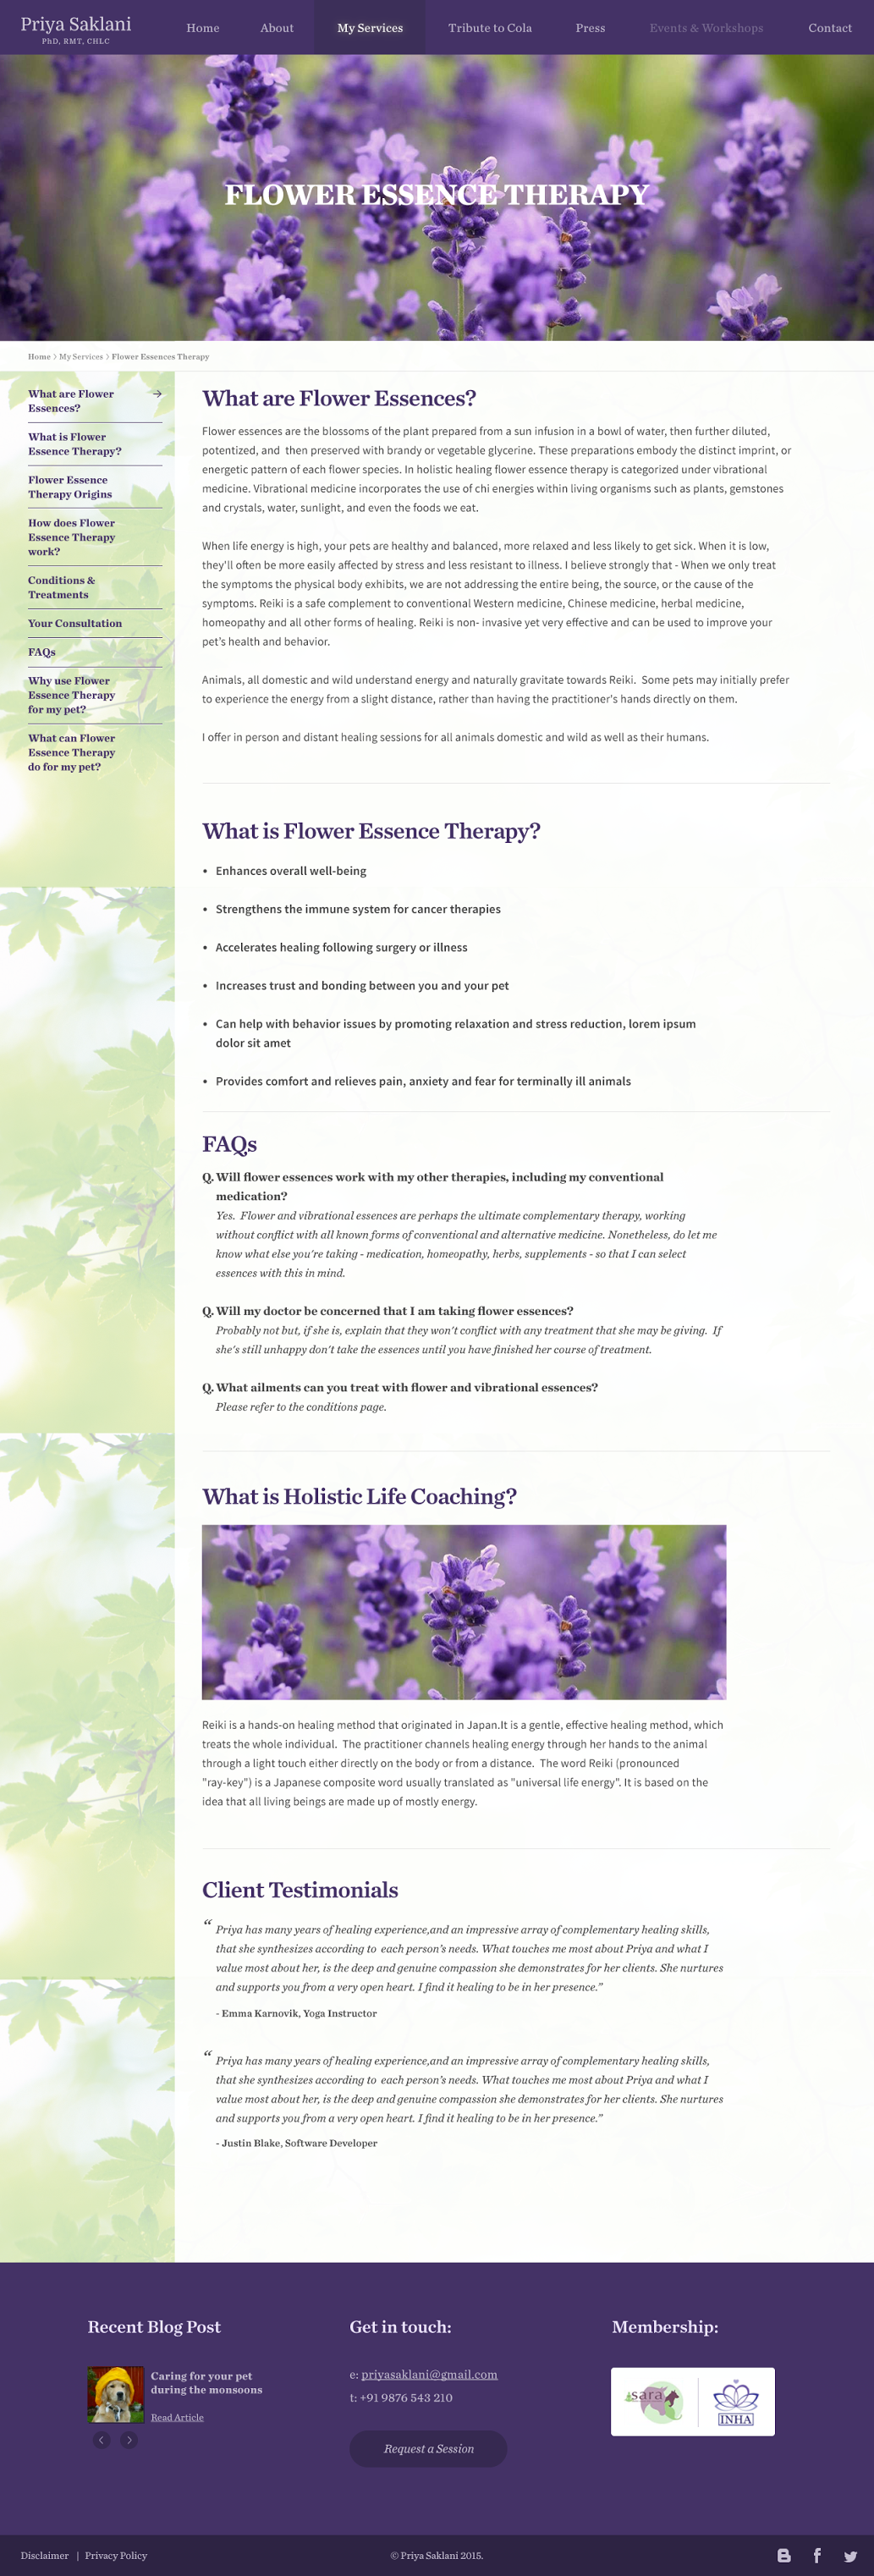 Priya Saklani
PhD, RMT, CHLC
Home
About
My Services
Tribute to Cola
Press
Events & Workshops
Contact
FLOWER ESSENCE THERAPY
Home > My Services > Flower Essences Therapy
What are Flower
Essences?
What is Flower
Essence Therapy?
Flower Essence
Therapy Origins
How does Flower
Essence Therapy
work?
Conditions &
Treatments
Your Consultation
FAQs
Why use Flower
Essence Therapy
for my pet?
What can Flower
Essence Therapy
do for my pet?
What are Flower Essences?
Flower essences are the blossoms of the plant prepared from a sun infusion in a bowl of water, then further diluted,
potentized, and  then preserved with brandy or vegetable glycerine. These preparations embody the distinct imprint, or
energetic pattern of each flower species. In holistic healing flower essence therapy is categorized under vibrational
medicine. Vibrational medicine incorporates the use of chi energies within living organisms such as plants, gemstones
and crystals, water, sunlight, and even the foods we eat.
When life energy is high, your pets are healthy and balanced, more relaxed and less likely to get sick. When it is low,
they'll often be more easily affected by stress and less resistant to illness. I believe strongly that - When we only treat
the symptoms the physical body exhibits, we are not addressing the entire being, the source, or the cause of the
symptoms. Reiki is a safe complement to conventional Western medicine, Chinese medicine, herbal medicine,
homeopathy and all other forms of healing. Reiki is non- invasive yet very effective and can be used to improve your
pet's health and behavior.
Animals, all domestic and wild understand energy and naturally gravitate towards Reiki.  Some pets may initially prefer
to experience the energy from a slight distance, rather than having the practitioner's hands directly on them.
I offer in person and distant healing sessions for all animals domestic and wild as well as their humans.
What is Flower Essence Therapy?
• Enhances overall well-being
• Strengthens the immune system for cancer therapies
• Accelerates healing following surgery or illness
• Increases trust and bonding between you and your pet
• Can help with behavior issues by promoting relaxation and stress reduction, lorem ipsum
dolor sit amet
• Provides comfort and relieves pain, anxiety and fear for terminally ill animals
FAQs
Q. Will flower essences work with my other therapies, including my conventional
medication?
Yes.  Flower and vibrational essences are perhaps the ultimate complementary therapy, working
without conflict with all known forms of conventional and alternative medicine. Nonetheless, do let me
know what else you're taking - medication, homeopathy, herbs, supplements - so that I can select
essences with this in mind.
Q. Will my doctor be concerned that I am taking flower essences?
Probably not but, if she is, explain that they won't conflict with any treatment that she may be giving.  If
she's still unhappy don't take the essences until you have finished her course of treatment.
Q. What ailments can you treat with flower and vibrational essences?
Please refer to the conditions page.
What is Holistic Life Coaching?
Reiki is a hands-on healing method that originated in Japan.It is a gentle, effective healing method, which
treats the whole individual.  The practitioner channels healing energy through her hands to the animal
through a light touch either directly on the body or from a distance.  The word Reiki (pronounced
"ray-key") is a Japanese composite word usually translated as "universal life energy". It is based on the
idea that all living beings are made up of mostly energy.
Client Testimonials
“ Priya has many years of healing experience,and an impressive array of complementary healing skills,
that she synthesizes according to  each person's needs. What touches me most about Priya and what I
value most about her, is the deep and genuine compassion she demonstrates for her clients. She nurtures
and supports you from a very open heart. I find it healing to be in her presence.”
- Emma Karnovik, Yoga Instructor
“ Priya has many years of healing experience,and an impressive array of complementary healing skills,
that she synthesizes according to  each person's needs. What touches me most about Priya and what I
value most about her, is the deep and genuine compassion she demonstrates for her clients. She nurtures
and supports you from a very open heart. I find it healing to be in her presence.”
- Justin Blake, Software Developer
Recent Blog Post
Caring for your pet
during the monsoons
Read Article
Get in touch:
e: priyasaklani@gmail.com
t: +91 9876 543 210
Request a Session
Membership:
sara
INHA
Disclaimer | Privacy Policy
© Priya Saklani 2015.